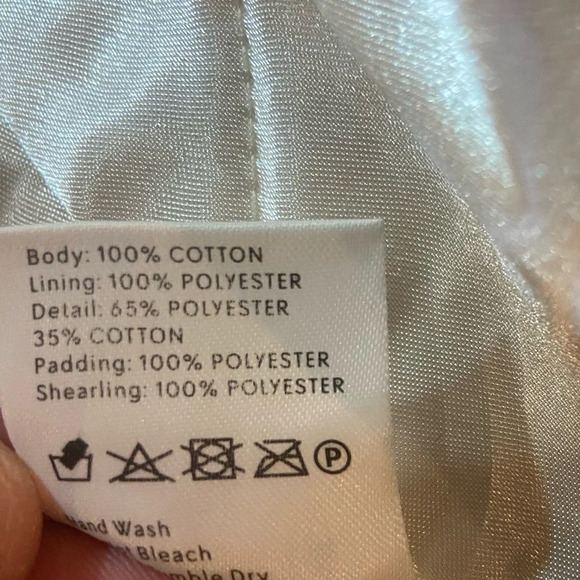 Body: 100% COTTON
Lining: 100% POLYESTER
Detail: 65% POLYESTER
35% COTTON
Padding: 100% POLYESTER
Shearling: 100% POLYESTER
P
Hand Wash
Bleach
Dry